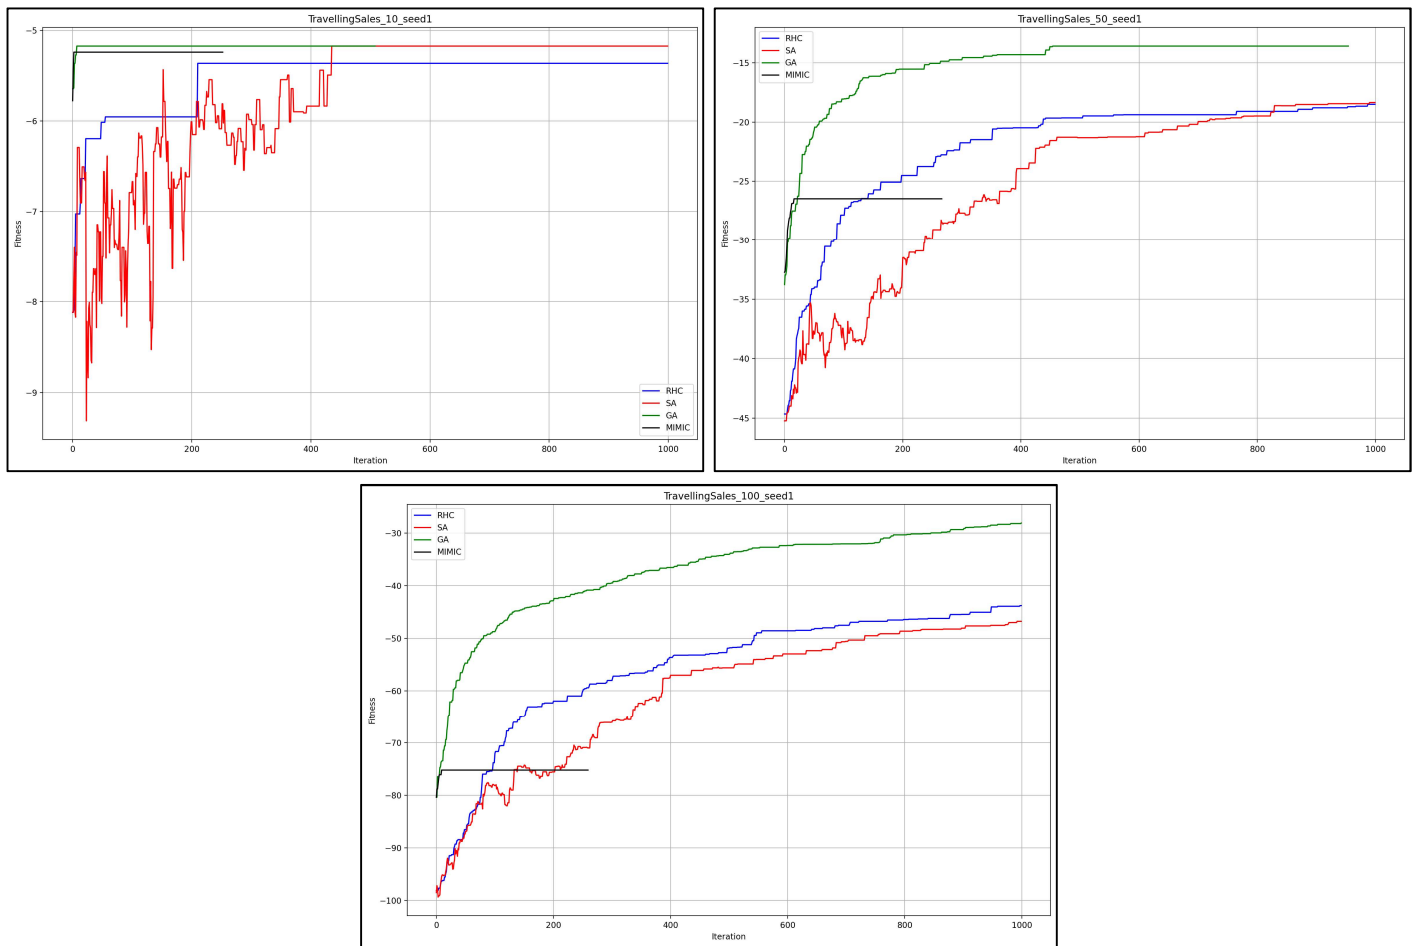 TravellingSales_10_seed1
−5
−6
−7
−8
−9
Fitness
0
200
400
600
800
1000
Iteration
RHC
SA
GA
MIMIC
TravellingSales_50_seed1
RHC
SA
GA
MIMIC
−15
−20
−25
−30
−35
−40
−45
Fitness
0
200
400
600
800
1000
Iteration
TravellingSales_100_seed1
RHC
SA
GA
MIMIC
−30
−40
−50
−60
−70
−80
−90
−100
Fitness
0
200
400
600
800
1000
Iteration